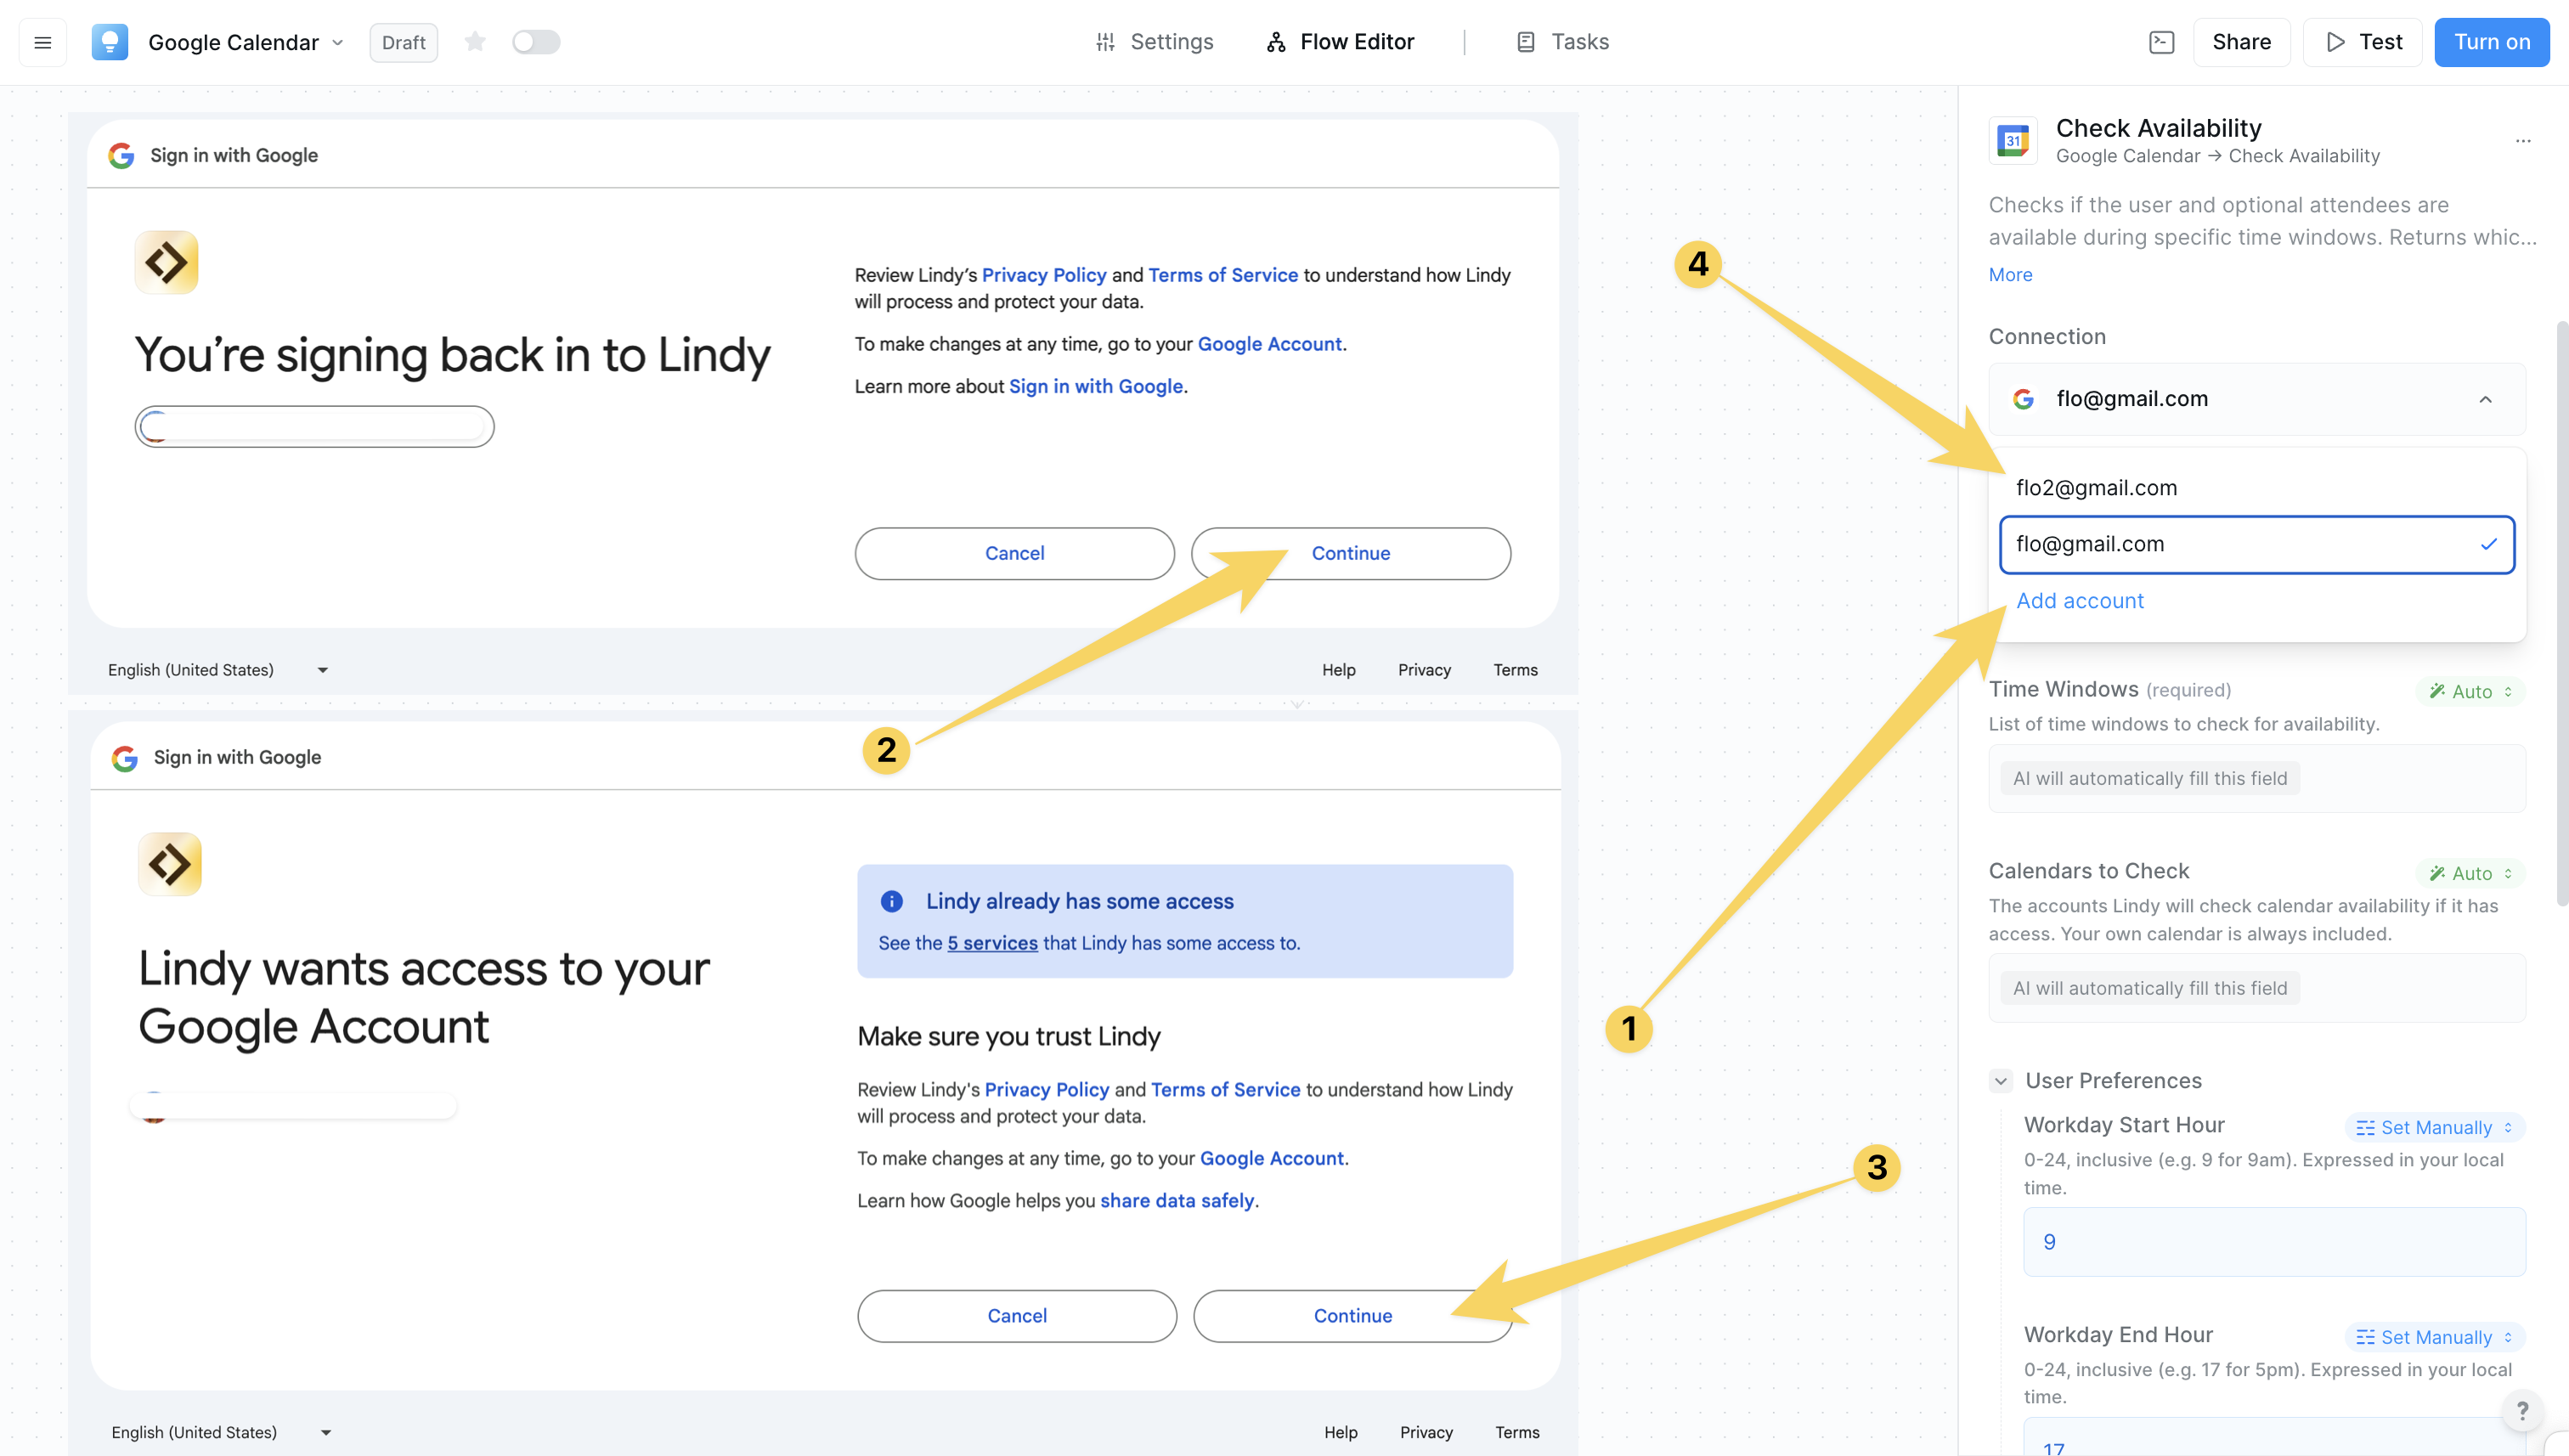 Google Calendar
Draft
Settings
Flow Editor
Tasks
Share
Test
Turn on
Sign in with Google
You’re signing back in to Lindy
Review Lindy’s Privacy Policy and Terms of Service to understand how Lindy
will process and protect your data.
To make changes at any time, go to your Google Account.
Learn more about Sign in with Google.
Cancel
Continue
English (United States)
Help
Privacy
Terms
2
Sign in with Google
Lindy wants access to your
Google Account
Lindy already has some access
See the 5 services that Lindy has some access to.
Make sure you trust Lindy
Review Lindy's Privacy Policy and Terms of Service to understand how Lindy
will process and protect your data.
To make changes at any time, go to your Google Account.
Learn how Google helps you share data safely.
Cancel
Continue
English (United States)
Help
Privacy
Terms
4
1
3
31
Check Availability
Google Calendar → Check Availability
Checks if the user and optional attendees are
available during specific time windows. Returns whic...
More
Connection
flo@gmail.com
flo2@gmail.com
flo@gmail.com
Add account
Time Windows (required)
Auto
List of time windows to check for availability.
AI will automatically fill this field
Calendars to Check
Auto
The accounts Lindy will check calendar availability if it has
access. Your own calendar is always included.
AI will automatically fill this field
User Preferences
Workday Start Hour
Set Manually
0-24, inclusive (e.g. 9 for 9am). Expressed in your local
time.
9
Workday End Hour
Set Manually
0-24, inclusive (e.g. 17 for 5pm). Expressed in your local
time.
17
?